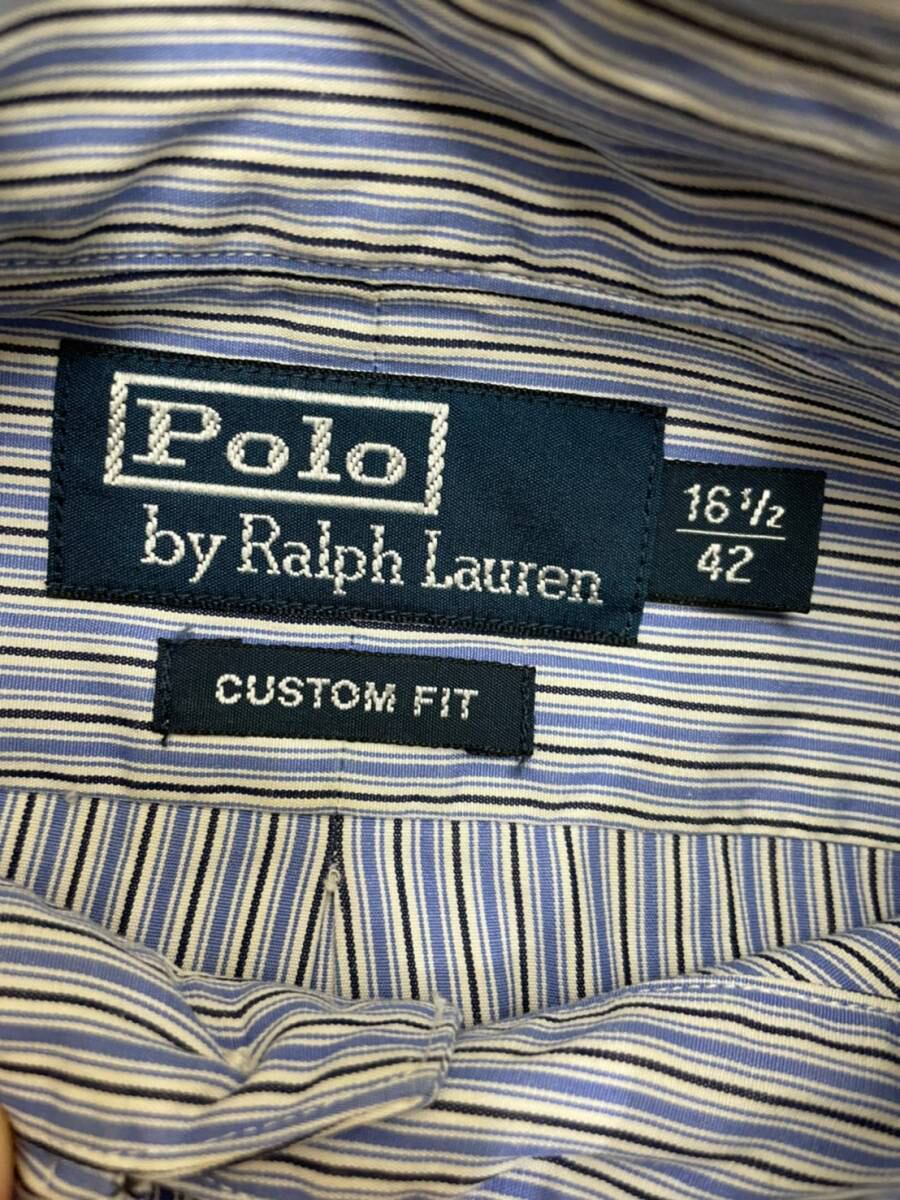 Polo
by Ralph Lauren
16 1/2
42
CUSTOM FIT